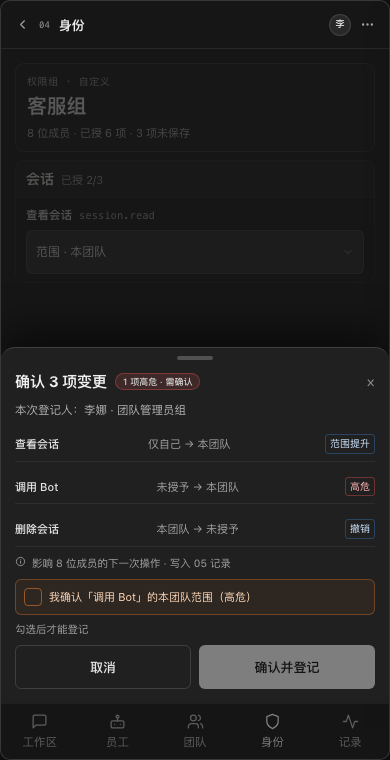 04 身份 李
权限组 · 自定义
客服组
8 位成员 · 已授 6 项 · 3 项未保存
会话 已授 2/3
查看会话 session.read
范围 · 本团队
确认 3 项变更 1 项高危 · 需确认 ×
本次登记人：李娜 · 团队管理员组
查看会话 仅自己 → 本团队 范围提升
调用 Bot 未授予 → 本团队 高危
删除会话 本团队 → 未授予 撤销
影响 8 位成员的下一次操作 · 写入 05 记录
我确认「调用 Bot」的本团队范围（高危）
勾选后才能登记
取消 确认并登记
工作区 员工 团队 身份 记录